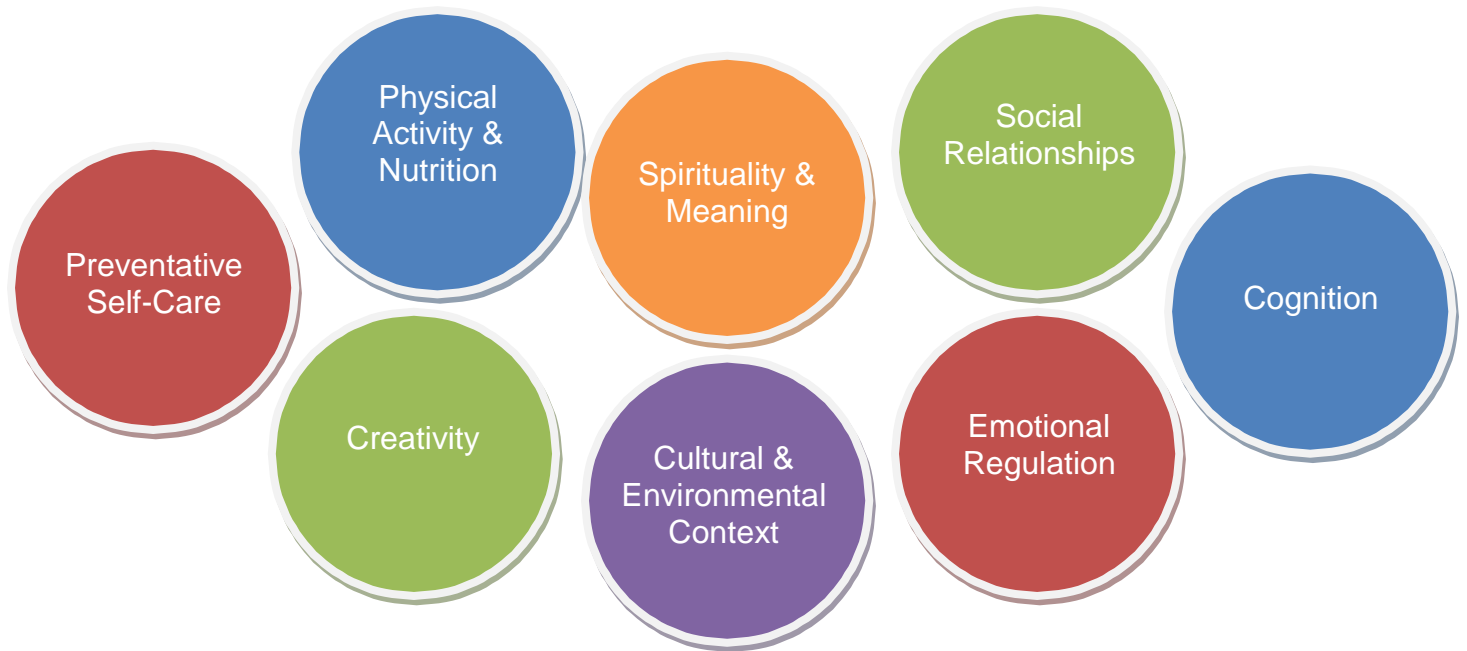 Physical
Activity &
Nutrition
Social
Relationships
Spirituality &
Meaning
Preventative
Self-Care
Cognition
Creativity
Emotional
Regulation
Cultural &
Environmental
Context